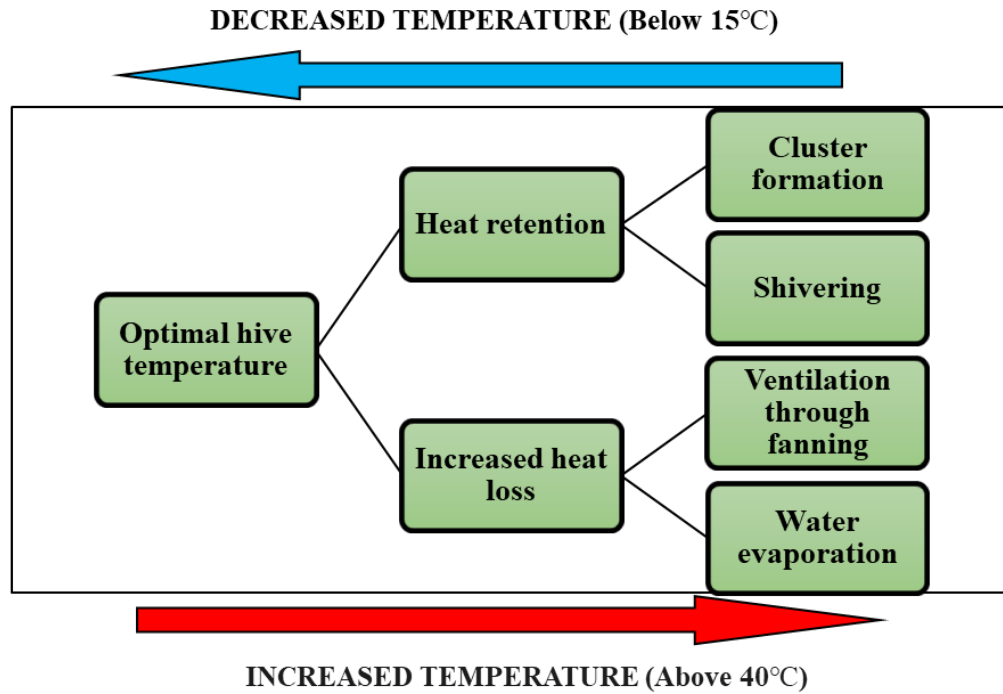 DECREASED TEMPERATURE (Below 15℃)
Cluster
formation
Heat retention
Shivering
Optimal hive
temperature
Ventilation
through
fanning
Increased heat
loss
Water
evaporation
INCREASED TEMPERATURE (Above 40℃)